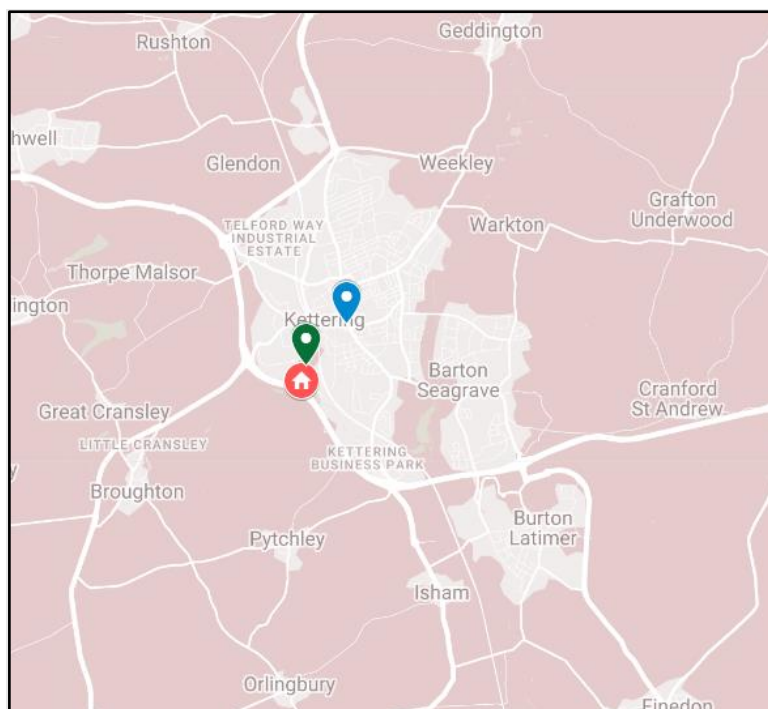 Geddington
Rushton
hwell
Glendon
Weekley
Grafton
Underwood
TELFORD WAY
INDUSTRIAL
ESTATE
Warkton
Thorpe Malsor
ington
Kettering
Barton
Seagrave
Cranford
St Andrew
Great Cransley
LITTLE CRANSLEY
KETTERING
BUSINESS PARK
Broughton
Burton
Latimer
Pytchley
Isham
Orlingbury
Finedon